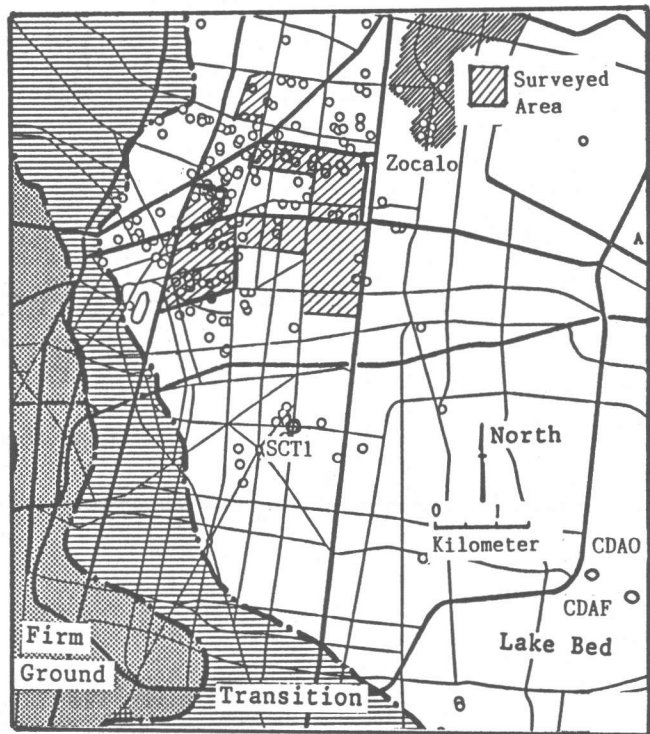 Surveyed
Area
Zocalo
A
SCT1
North
0 1
Kilometer
CDAO
CDAF
Lake Bed
Firm
Ground
Transition